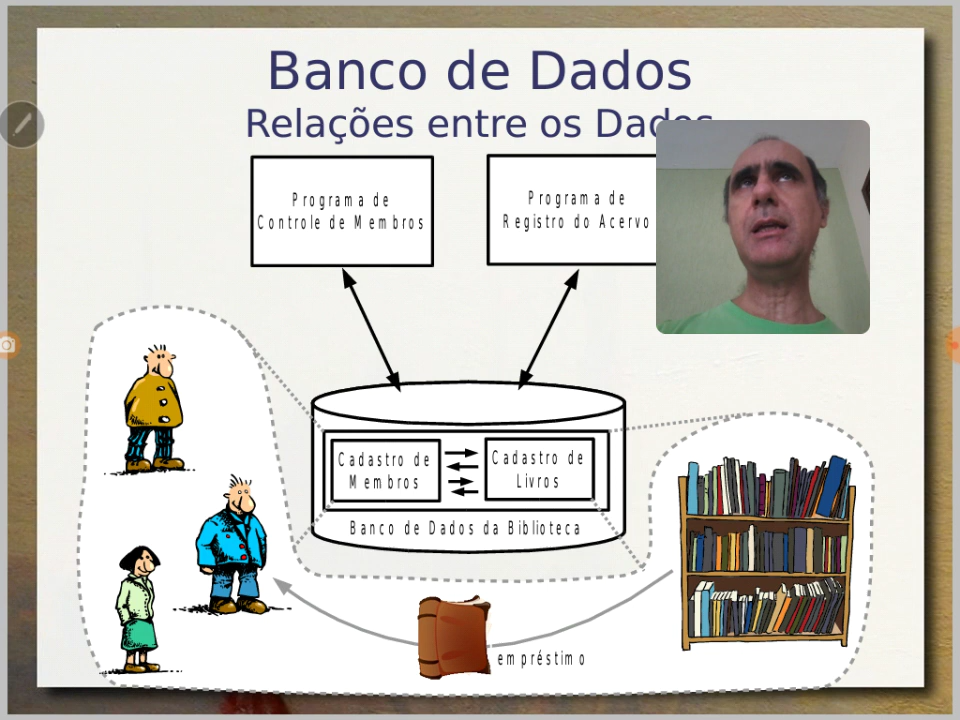 Banco de Dados
Relações entre os Dados
Programa de
Controle de Membros
Programa de
Registro do Acervo
Cadastro de
Membros
Cadastro de
Livros
Banco de Dados da Biblioteca
empréstimo